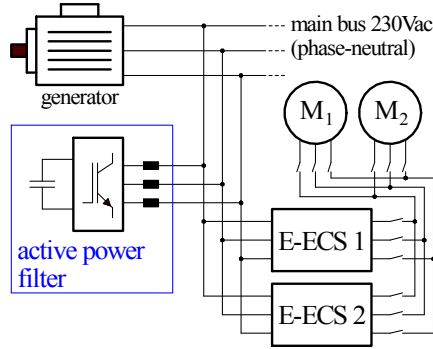 main bus 230Vac
(phase-neutral)
generator
M₁ M₂
active power
filter
E-ECS 1
E-ECS 2